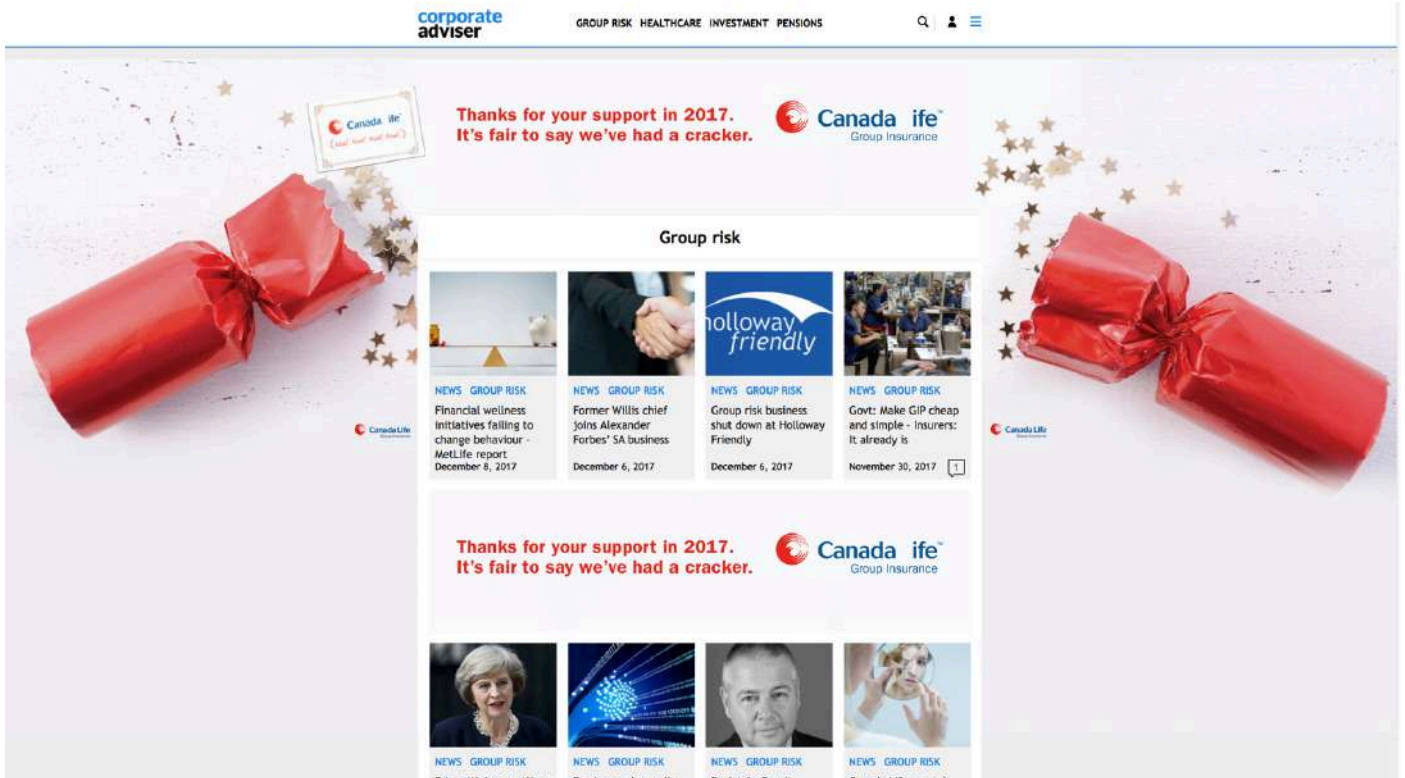 corporate
adviser
GROUP RISK HEALTHCARE INVESTMENT PENSIONS
Canada ife™
Thanks for your support in 2017.
It's fair to say we've had a cracker.
Canada ife™
Group Insurance
Group risk
holloway
friendly
NEWS GROUP RISK
Financial wellness
initiatives failing to
change behaviour -
MetLife report
December 8, 2017
NEWS GROUP RISK
Former Willis chief
joins Alexander
Forbes' SA business
December 6, 2017
NEWS GROUP RISK
Group risk business
shut down at Holloway
Friendly
December 6, 2017
NEWS GROUP RISK
Govt: Make GIP cheap
and simple - Insurers:
It already is
November 30, 2017 1
Canada Life
Canada Life
Thanks for your support in 2017.
It's fair to say we've had a cracker.
Canada ife™
Group Insurance
NEWS GROUP RISK
NEWS GROUP RISK
NEWS GROUP RISK
NEWS GROUP RISK